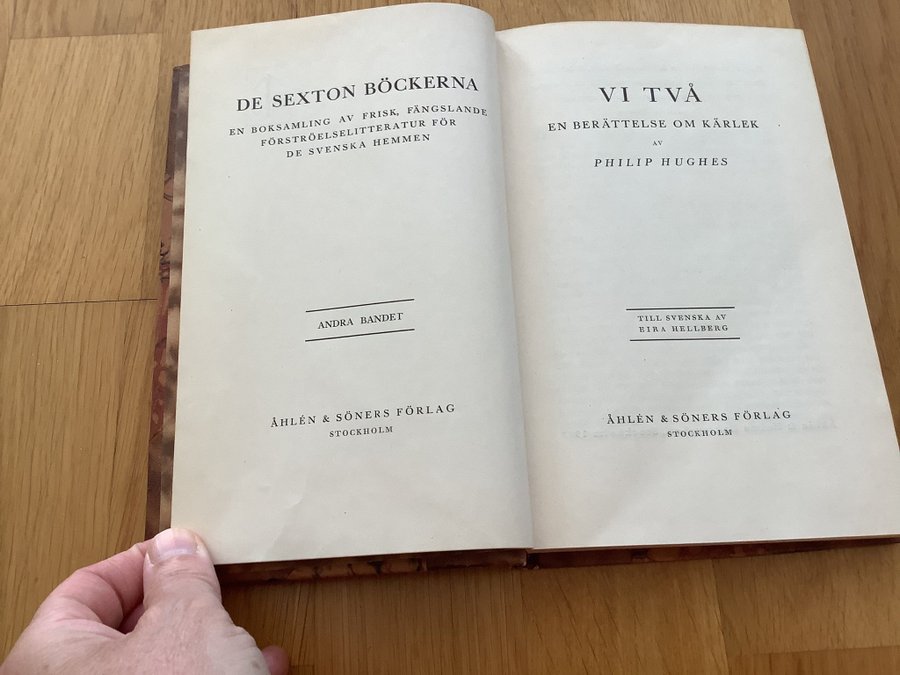 DE SEXTON BÖCKERNA
EN BOKSAMLING AV FRISK, FÄNGSLANDE
FÖRSTRÖELSELITTERATUR FÖR
DE SVENSKA HEMMEN
ANDRA BANDET
ÅHLÉN & SÖNERS FÖRLAG
STOCKHOLM
VI TVÅ
EN BERÄTTELSE OM KÄRLEK
AV
PHILIP HUGHES
TILL SVENSKA AV
EIRA HELLBERG
ÅHLÉN & SÖNERS FÖRLAG
STOCKHOLM